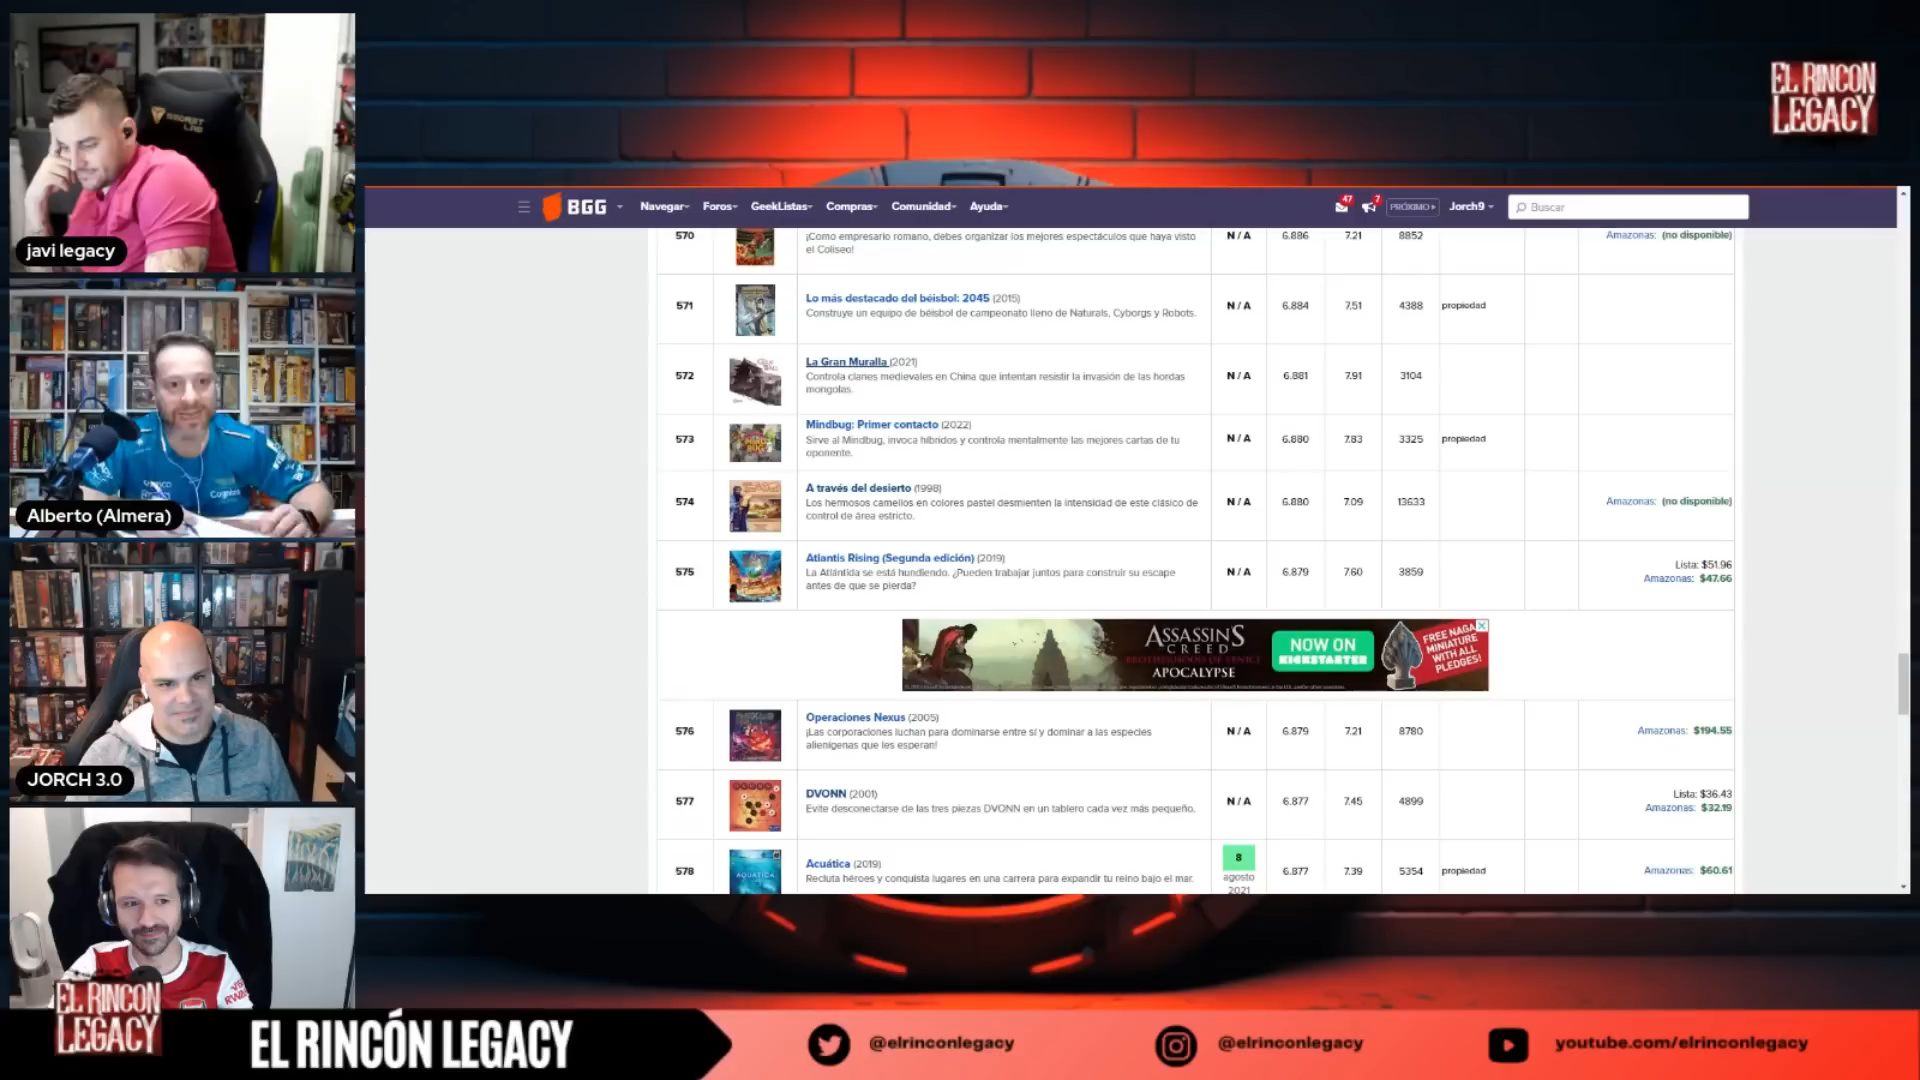 SECRET LAB
javi legacy
Alberto (Almera)
Cognizant
JORCH 3.0
EL RINCON LEGACY
BGG
Navegar
Foros
GeekListas
Compras
Comunidad
Ayuda
47
7
PRÓXIMO
Jorch9
Buscar
570
¡Como empresario romano, debes organizar los mejores espectáculos que haya visto
el Coliseo!
N / A 6.886 7.21 8852
Amazonas: (no disponible)
571
Lo más destacado del béisbol: 2045 (2015)
Construye un equipo de béisbol de campeonato lleno de Naturals, Cyborgs y Robots.
N / A 6.884 7.51 4388 propiedad
572
La Gran Muralla (2021)
Controla clanes medievales en China que intentan resistir la invasión de las hordas
mongolas.
N / A 6.881 7.91 3104
573
Mindbug: Primer contacto (2022)
Sirve al Mindbug, invoca híbridos y controla mentalmente las mejores cartas de tu
oponente.
N / A 6.880 7.83 3325 propiedad
574
A través del desierto (1998)
Los hermosos camellos en colores pastel desmienten la intensidad de este clásico de
control de área estricto.
N / A 6.880 7.09 13633
Amazonas: (no disponible)
575
Atlantis Rising (Segunda edición) (2019)
La Atlántida se está hundiendo. ¿Pueden trabajar juntos para construir su escape
antes de que se pierda?
N / A 6.879 7.60 3859
Lista: $51.96
Amazonas: $47.66
ASSASSIN'S
CREED
BROTHERHOOD OF VENICE
APOCALYPSE
NOW ON
KICKSTARTER
FREE NAGA
MINIATURE
WITH ALL
PLEDGES!
576
Operaciones Nexus (2005)
¡Las corporaciones luchan para dominarse entre sí y dominar a las especies
alienígenas que les esperan!
N / A 6.879 7.21 8780
Amazonas: $194.55
577
DVONN (2001)
Evite desconectarse de las tres piezas DVONN en un tablero cada vez más pequeño.
N / A 6.877 7.45 4899
Lista: $36.43
Amazonas: $32.19
578
AQUATICA
Acuática (2019)
Recluta héroes y conquista lugares en una carrera para expandir tu reino bajo el mar.
8
agosto
2021
6.877 7.39 5354 propiedad
Amazonas: $60.61
EL RINCON LEGACY
EL RINCÓN LEGACY
@elrinconlegacy
@elrinconlegacy
youtube.com/elrinconlegacy